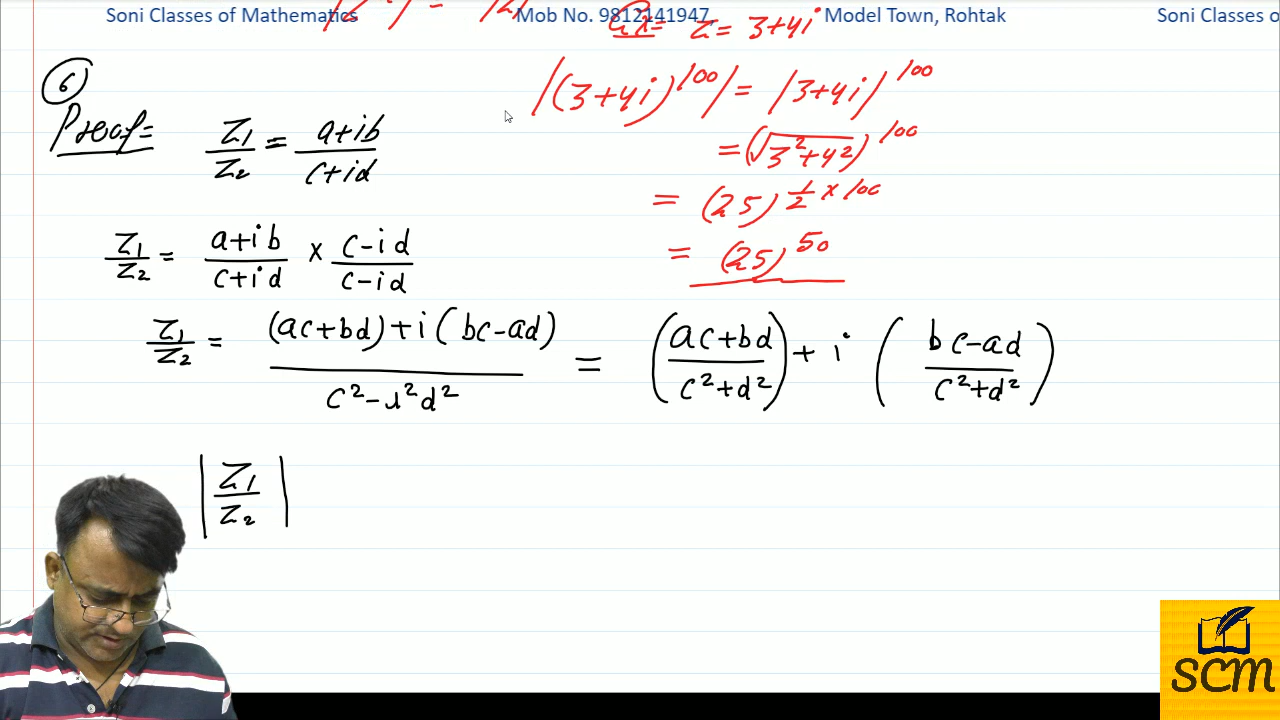 Soni Classes of Mathematics Mob No. 9812141947 Model Town, Rohtak Soni Classes o
z = 3+4i
|(3+4i)^100| = |3+4i|^100
= (√3²+4²)^100
= (25)^½ × 100
= (25)^50
6
Proof=
Z₁/Z₂ = a+ib/c+id
Z₁/Z₂ = a+ib/c+id × c-id/c-id
Z₁/Z₂ = (ac+bd)+i(bc-ad)/c²-i²d² = (ac+bd/c²+d²) + i(bc-ad/c²+d²)
|Z₁/Z₂|
SCM